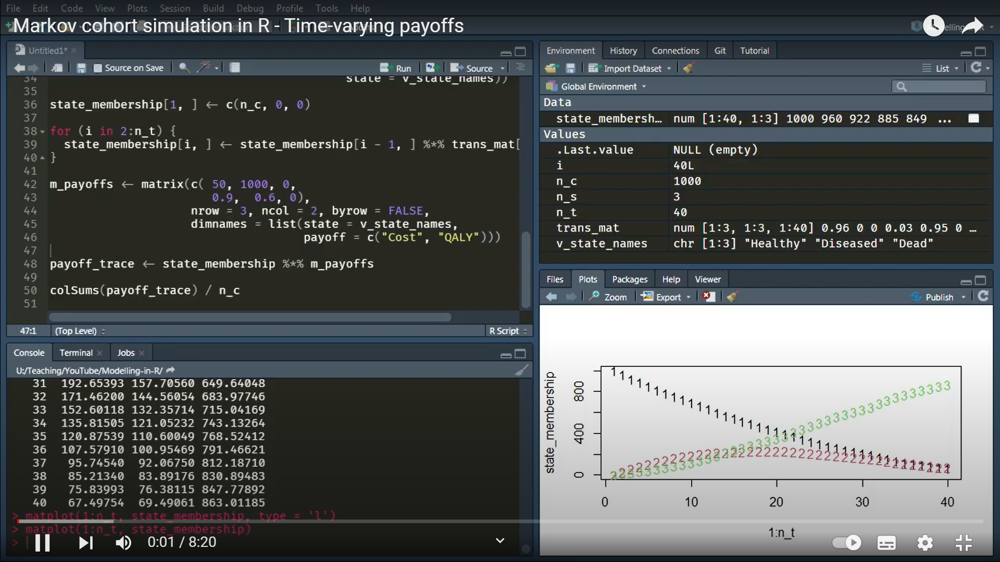 File Edit Code View Plots Session Build Debug Profile Tools Help
Markov cohort simulation in R - Time-varying payoffs
Untitled1*
Source on Save
Run
Source
34 state = v_state_names))
35
36 state_membership[1, ] ← c(n_c, 0, 0)
37
38 for (i in 2:n_t) {
39 state_membership[i, ] ← state_membership[i - 1, ] %*% trans_mat[
40 }
41
42 m_payoffs ← matrix(c( 50, 1000, 0,
43 0.9, 0.6, 0),
44 nrow = 3, ncol = 2, byrow = FALSE,
45 dimnames = list(state = v_state_names,
46 payoff = c("Cost", "QALY")))
47
48 payoff_trace ← state_membership %*% m_payoffs
49
50 colSums(payoff_trace) / n_c
51
47:1 (Top Level) R Script
Console Terminal Jobs
U:/Teaching/YouTube/Modelling-in-R/
31 192.65393 157.70560 649.64048
32 171.46200 144.56054 683.97746
33 152.60118 132.35714 715.04169
34 135.81505 121.05232 743.13264
35 120.87539 110.60049 768.52412
36 107.57910 100.95469 791.46621
37 95.74540 92.06750 812.18710
38 85.21340 83.89176 830.89483
39 75.83993 76.38115 847.77892
40 67.49754 69.49061 863.01185
> matplot(1:n_t, state_membership, type = 'l')
> matplot(1:n_t, state_membership)
>
0:01 / 8:20
Environment History Connections Git Tutorial
Import Dataset
List
Global Environment
Data
state_membersh… num [1:40, 1:3] 1000 960 922 885 849 ...
Values
.Last.value NULL (empty)
i 40L
n_c 1000
n_s 3
n_t 40
trans_mat num [1:3, 1:3, 1:40] 0.96 0 0 0.03 0.95 0 …
v_state_names chr [1:3] "Healthy" "Diseased" "Dead"
Files Plots Packages Help Viewer
Zoom Export Publish
state_membership
800
400
0
0 10 20 30 40
1:n_t